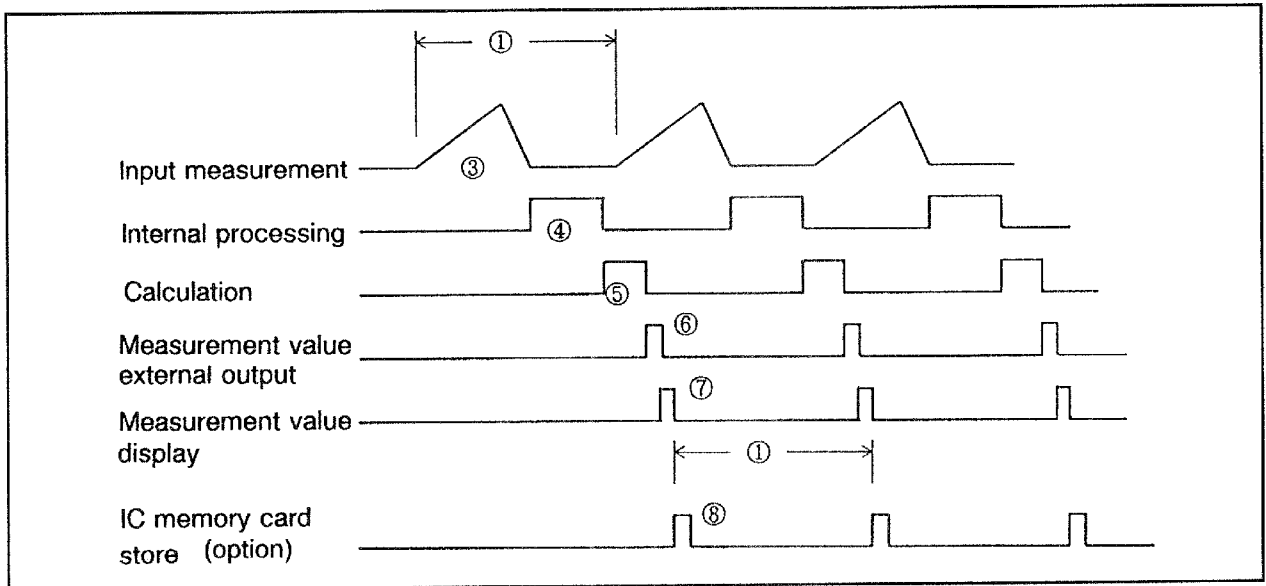 ①
Input measurement
③
Internal processing
④
Calculation
⑤
Measurement value
external output
⑥
Measurement value
display
⑦
①
IC memory card
store (option)
⑧